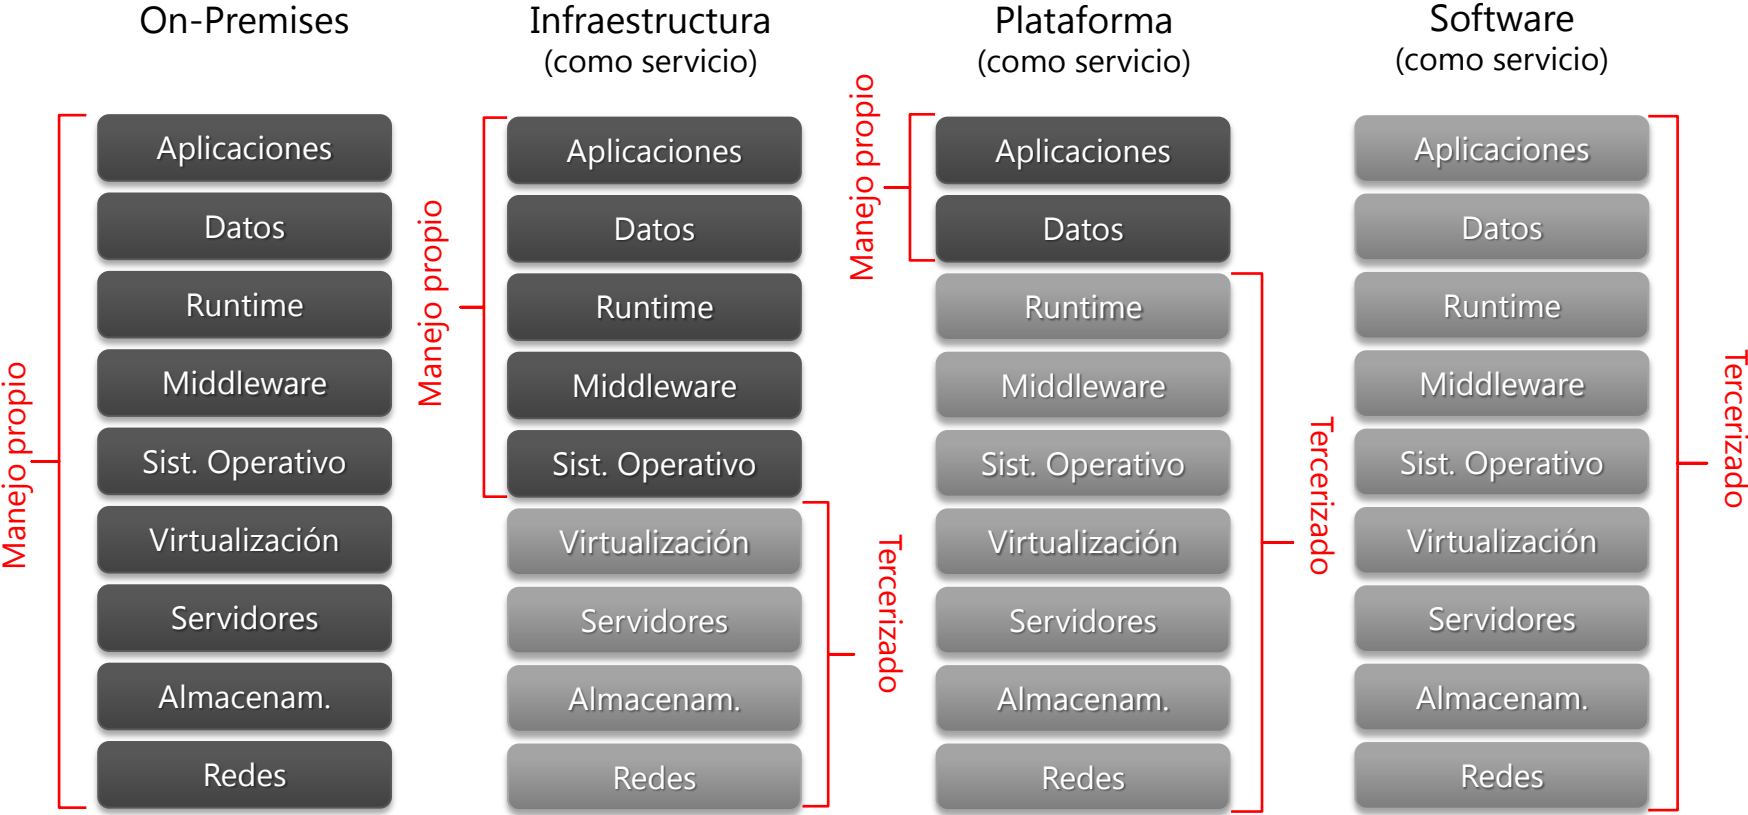 On-Premises
Manejo propio
Aplicaciones
Datos
Runtime
Middleware
Sist. Operativo
Virtualización
Servidores
Almacenam.
Redes
Infraestructura
(como servicio)
Manejo propio
Aplicaciones
Datos
Runtime
Middleware
Sist. Operativo
Virtualización
Servidores
Almacenam.
Redes
Tercerizado
Plataforma
(como servicio)
Manejo propio
Aplicaciones
Datos
Runtime
Middleware
Sist. Operativo
Virtualización
Servidores
Almacenam.
Redes
Tercerizado
Software
(como servicio)
Aplicaciones
Datos
Runtime
Middleware
Sist. Operativo
Virtualización
Servidores
Almacenam.
Redes
Tercerizado